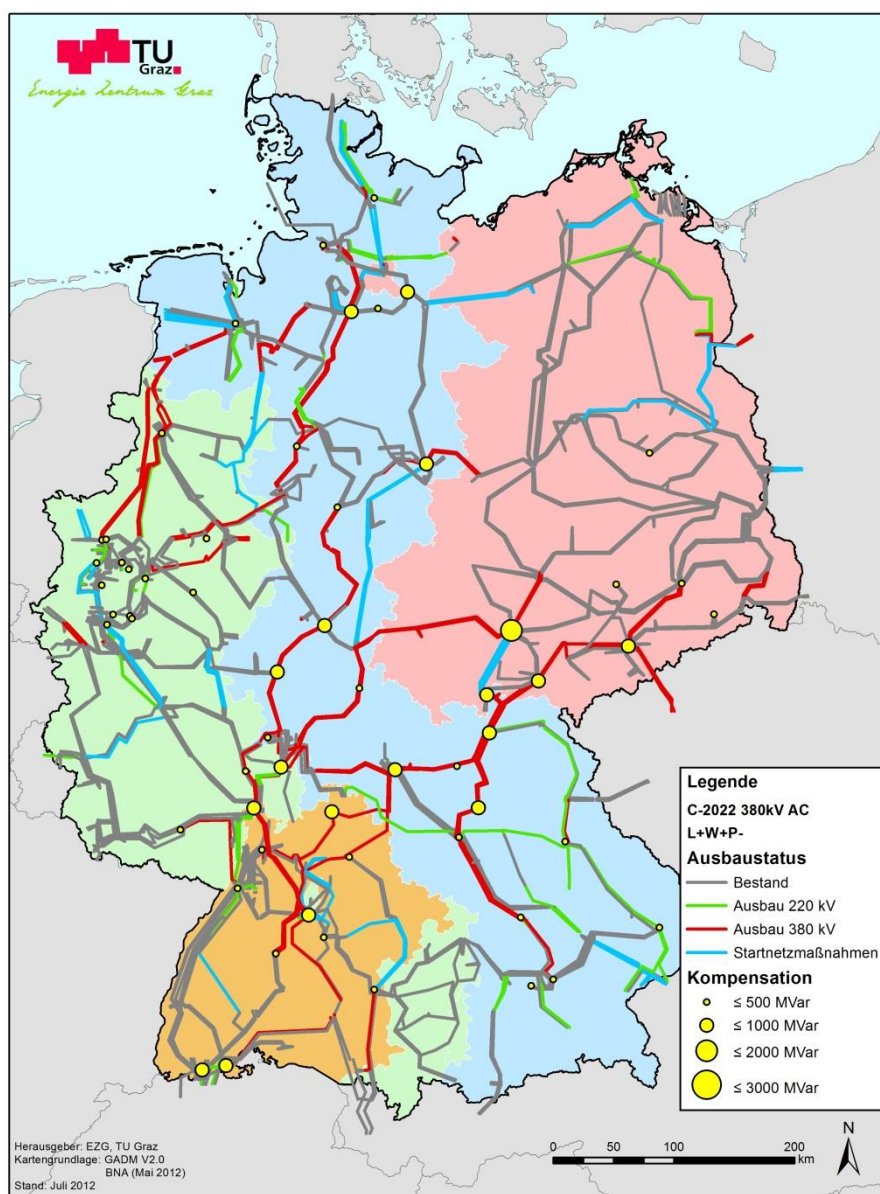 TU
Graz
Energie Zentrum Graz
Legende
C-2022 380kV AC
L+W+P-
Ausbaustatus
Bestand
Ausbau 220 kV
Ausbau 380 kV
Startnetzmaßnahmen
Kompensation
≤ 500 MVar
≤ 1000 MVar
≤ 2000 MVar
≤ 3000 MVar
Herausgeber: EZG, TU Graz
Kartengrundlage: GADM V2.0
BNA (Mai 2012)
Stand: Juli 2012
0 50 100 200
km
N